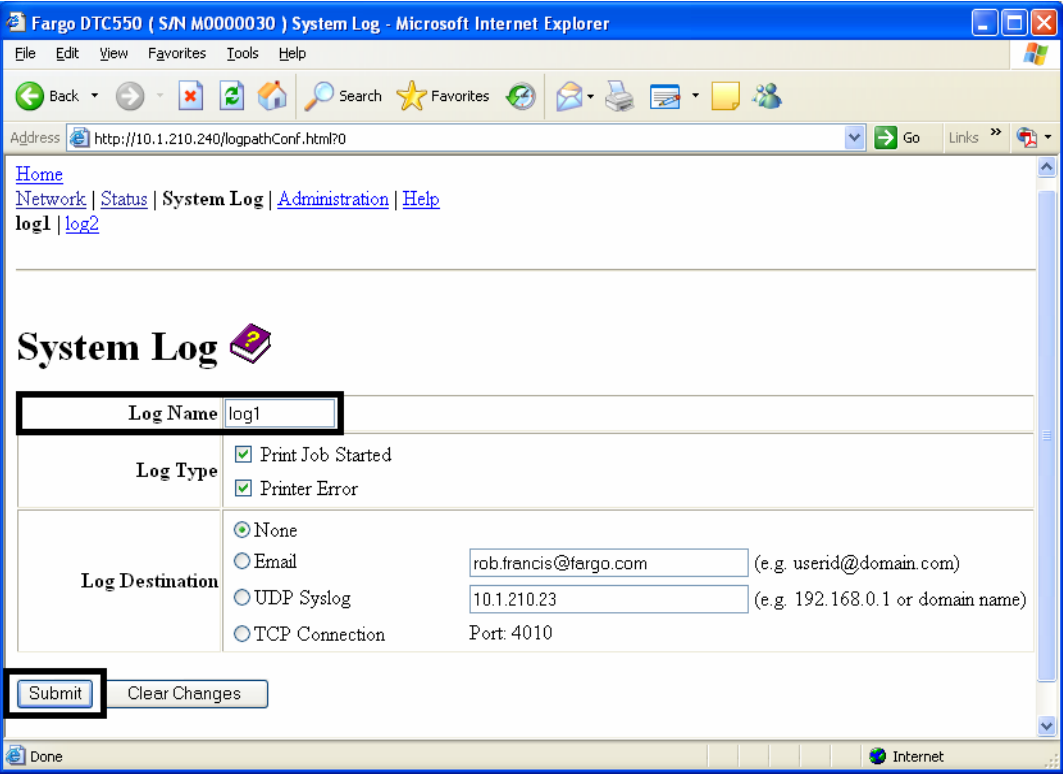 Fargo DTC550 ( S/N M0000030 ) System Log - Microsoft Internet Explorer
File Edit View Favorites Tools Help
Back Search Favorites
Address http://10.1.210.240/logpathConf.html?0 Go Links »
Home
Network | Status | System Log | Administration | Help
log1 | log2
System Log ?
Log Name log1
Log Type Print Job Started
Printer Error
Log Destination None
Email rob.francis@fargo.com (e.g. userid@domain.com)
UDP Syslog 10.1.210.23 (e.g. 192.168.0.1 or domain name)
TCP Connection Port: 4010
Submit Clear Changes
Done Internet